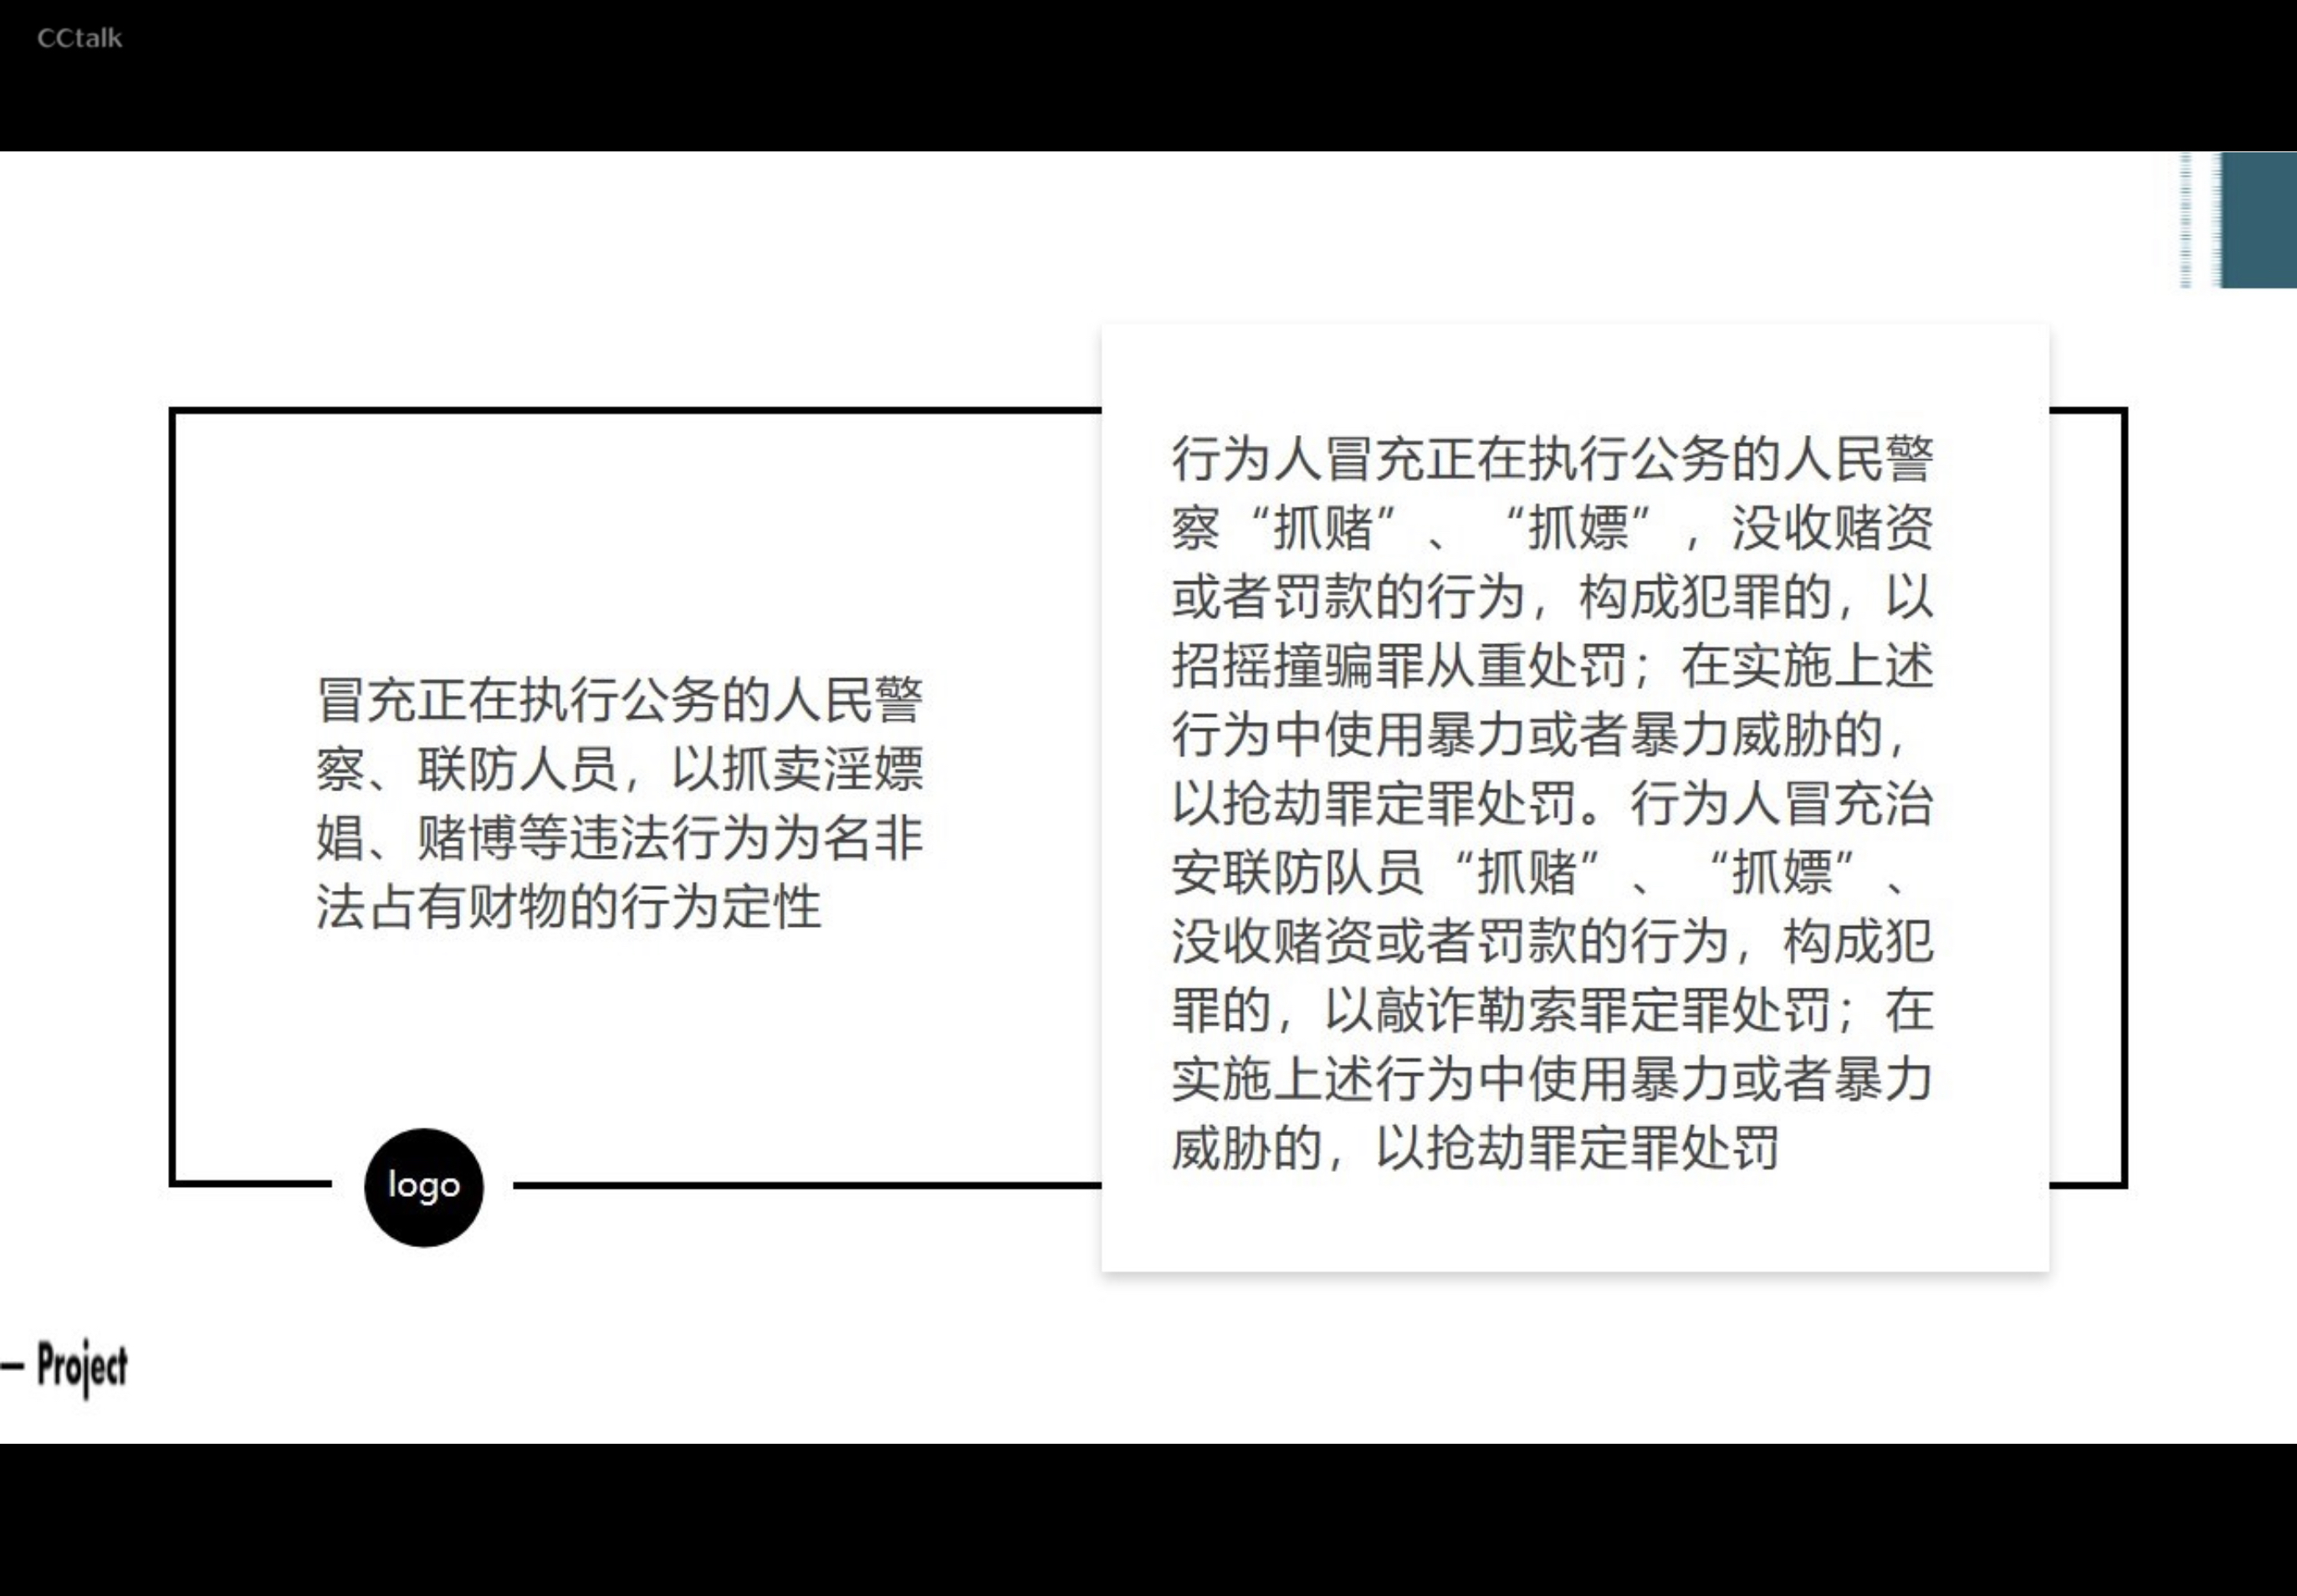 CCtalk
冒充正在执行公务的人民警
察、联防人员，以抓卖淫嫖
娼、赌博等违法行为为名非
法占有财物的行为定性
logo
行为人冒充正在执行公务的人民警
察“抓赌”、“抓嫖”，没收赌资
或者罚款的行为，构成犯罪的，以
招摇撞骗罪从重处罚；在实施上述
行为中使用暴力或者暴力威胁的，
以抢劫罪定罪处罚。行为人冒充治
安联防队员“抓赌”、“抓嫖”、
没收赌资或者罚款的行为，构成犯
罪的，以敲诈勒索罪定罪处罚；在
实施上述行为中使用暴力或者暴力
威胁的，以抢劫罪定罪处罚
— Project